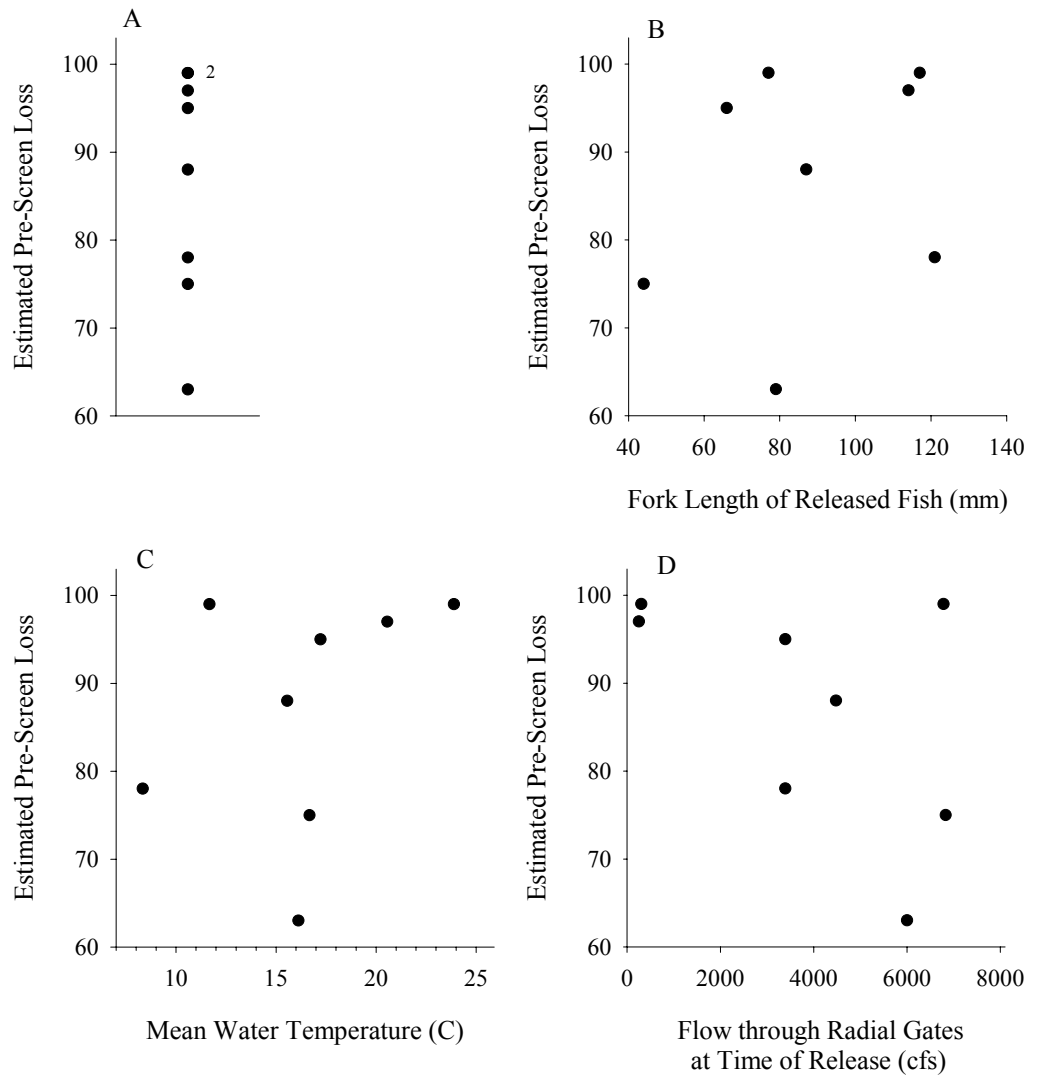 A
Estimated Pre-Screen Loss
100
90
80
70
60
2
B
Estimated Pre-Screen Loss
100
90
80
70
60
40 60 80 100 120 140
Fork Length of Released Fish (mm)
C
Estimated Pre-Screen Loss
100
90
80
70
60
10 15 20 25
Mean Water Temperature (C)
D
Estimated Pre-Screen Loss
100
90
80
70
60
0 2000 4000 6000 8000
Flow through Radial Gates
at Time of Release (cfs)